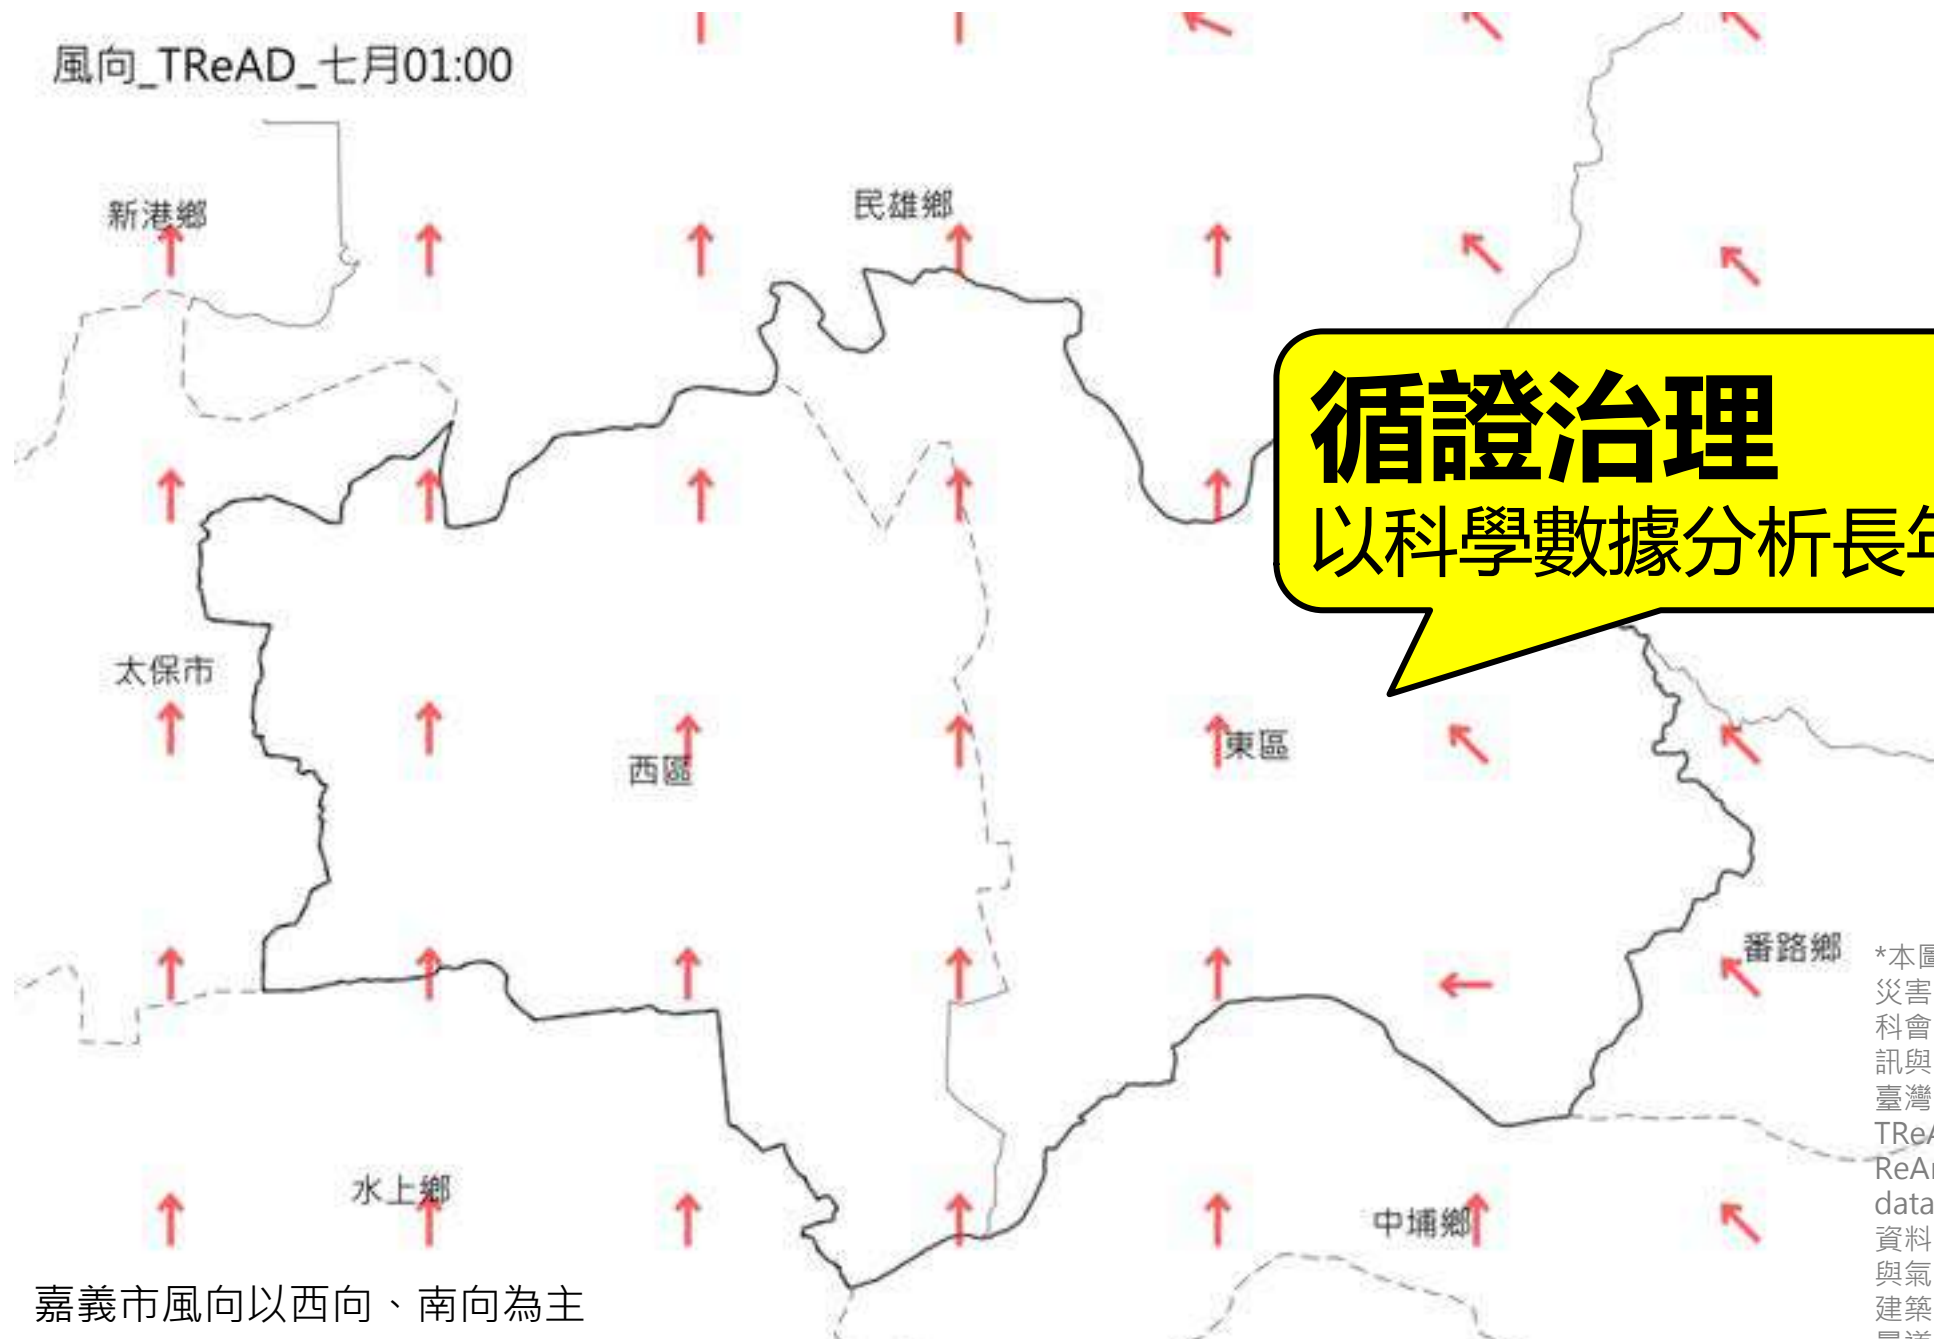 風向_TReAD_七月01:00
新港鄉
民雄鄉
循證治理
以科學數據分析長年
太保市
西區
東區
番路鄉
*本圖
災害
科會
訊與
臺灣
TReA
ReAn
data
資料
與氣
建築
水上鄉
中埔鄉
嘉義市風向以西向、南向為主